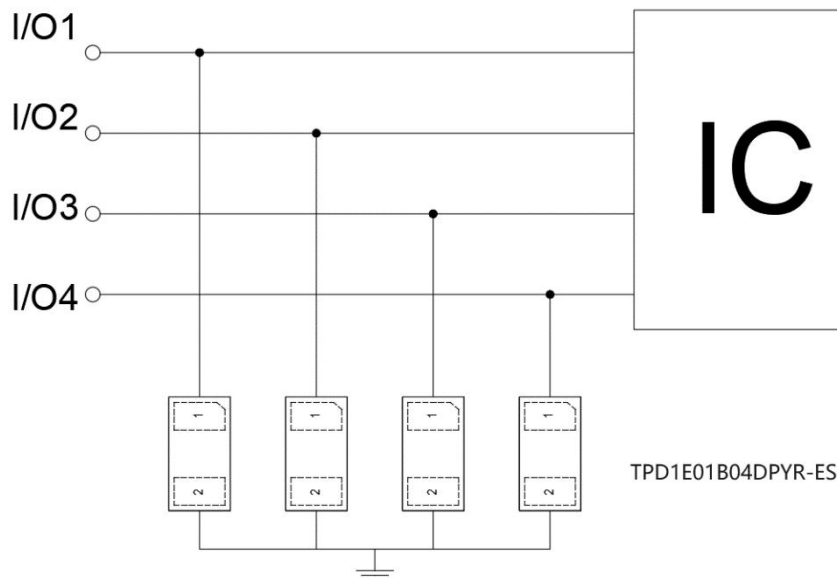 I/O1
I/O2
I/O3
I/O4
IC
1 1 1 1
2 2 2 2
TPD1E01B04DPYR-ES